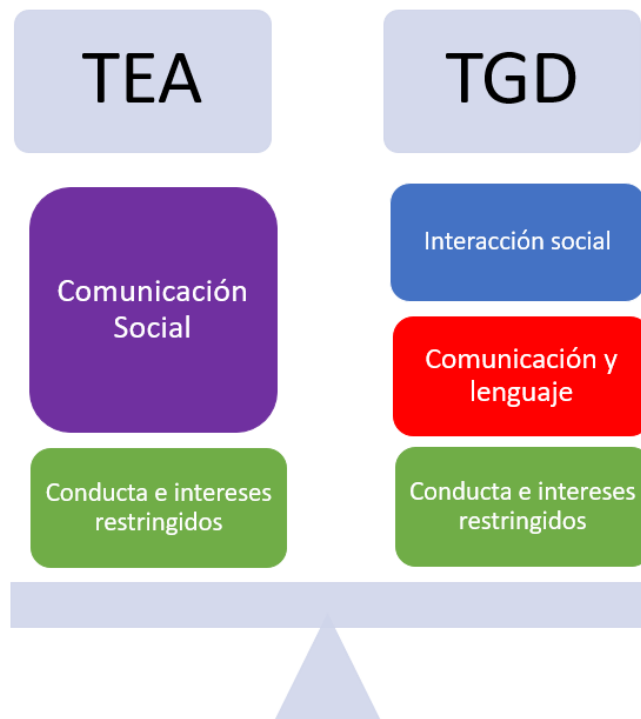 TEA
TGD
Comunicación
Social
Conducta e intereses
restringidos
Interacción social
Comunicación y
lenguaje
Conducta e intereses
restringidos